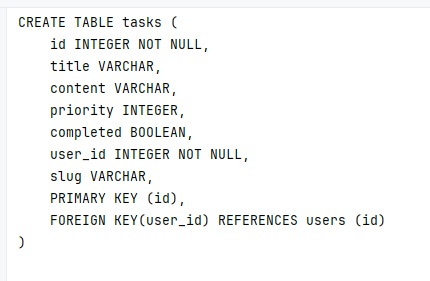 CREATE TABLE tasks (
    id INTEGER NOT NULL,
    title VARCHAR,
    content VARCHAR,
    priority INTEGER,
    completed BOOLEAN,
    user_id INTEGER NOT NULL,
    slug VARCHAR,
    PRIMARY KEY (id),
    FOREIGN KEY(user_id) REFERENCES users (id)
)